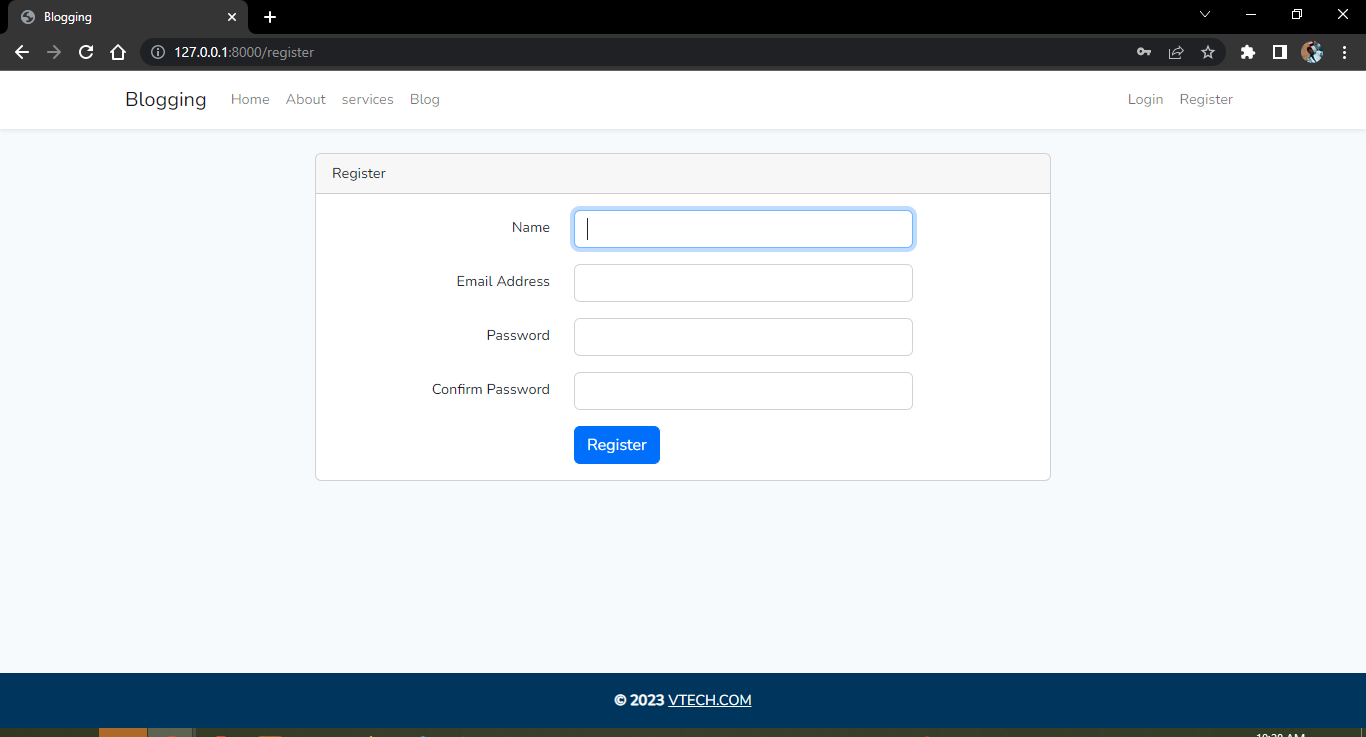 Blogging
127.0.0.1:8000/register
Blogging Home About services Blog Login Register
Register
Name
Email Address
Password
Confirm Password
Register
© 2023 VTECH.COM